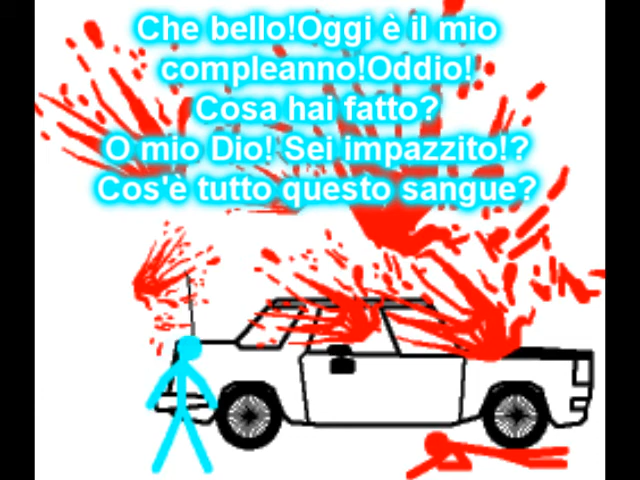 Che bello!Oggi è il mio
compleanno!Oddio!
Cosa hai fatto?
O mio Dio! Sei impazzito!?
Cos'è tutto questo sangue?